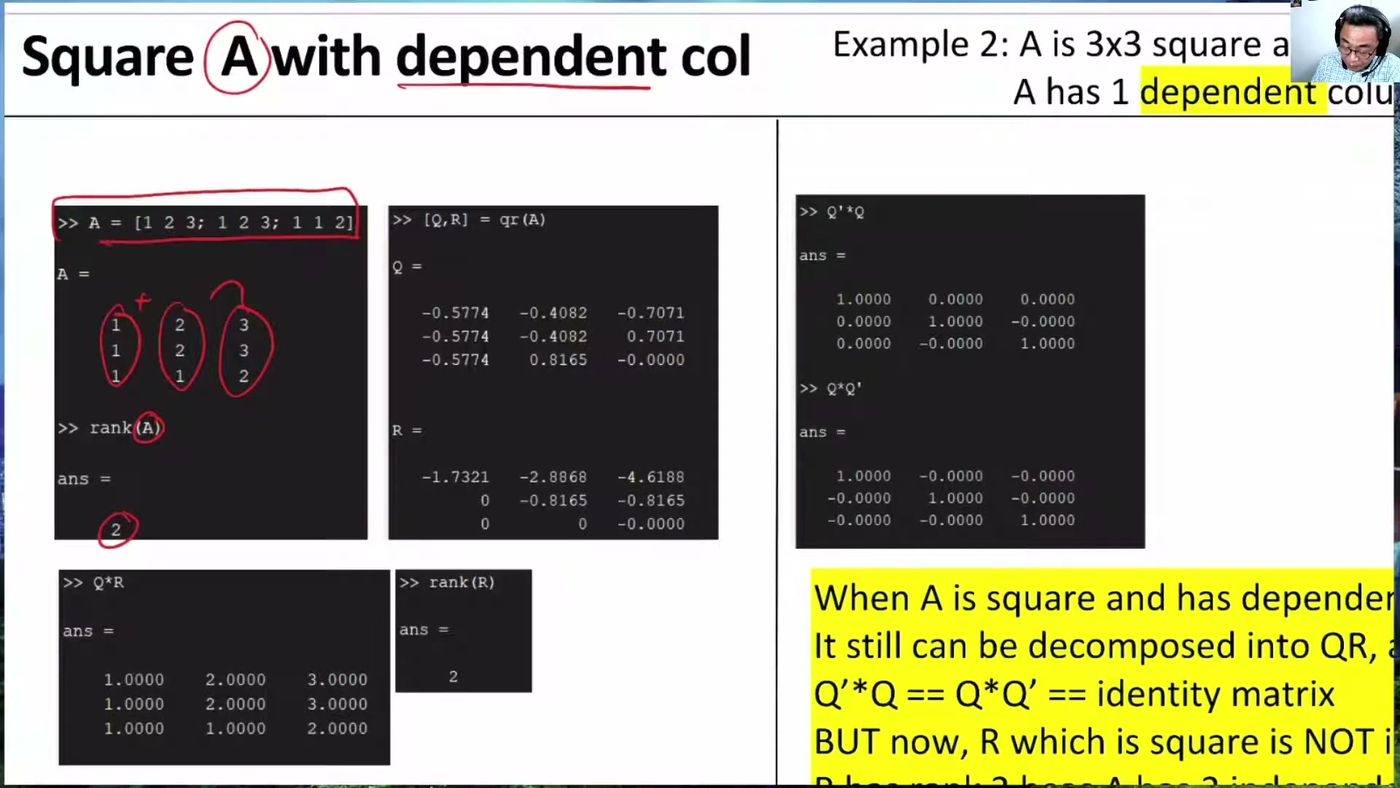 Square A with dependent col
Example 2: A is 3x3 square a
A has 1 dependent colu
>> A = [1 2 3; 1 2 3; 1 1 2]
A =
1 + 2 3
1 2 3
1 1 2
>> rank(A)
ans =
2
>> [Q,R] = qr(A)
Q =
-0.5774 -0.4082 -0.7071
-0.5774 -0.4082 0.7071
-0.5774 0.8165 -0.0000
R =
-1.7321 -2.8868 -4.6188
0 -0.8165 -0.8165
0 0 -0.0000
>> Q*R
ans =
1.0000 2.0000 3.0000
1.0000 2.0000 3.0000
1.0000 1.0000 2.0000
>> rank(R)
ans =
2
>> Q'*Q
ans =
1.0000 0.0000 0.0000
0.0000 1.0000 -0.0000
0.0000 -0.0000 1.0000
>> Q*Q'
ans =
1.0000 -0.0000 -0.0000
-0.0000 1.0000 -0.0000
-0.0000 -0.0000 1.0000
When A is square and has depender
It still can be decomposed into QR, a
Q’*Q == Q*Q’ == identity matrix
BUT now, R which is square is NOT i